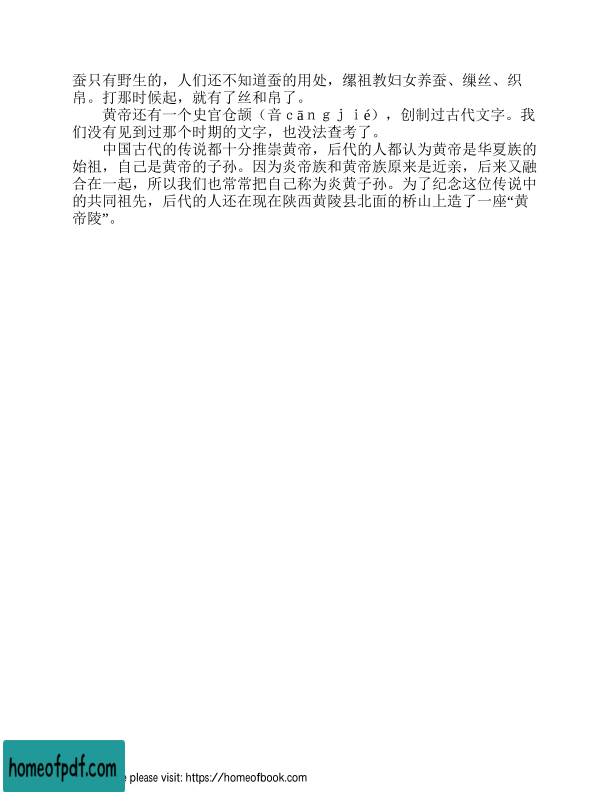 蚕只有野生的，人们还不知道蚕的用处，缧祖教妇女养蚕、缫丝、织
帛。打那时候起，就有了丝和帛了。
黄帝还有一个史官仓颉（音ｃāｎｇｊｉé），创制过古代文字。我
们没有见到过那个时期的文字，也没法查考了。
中国古代的传说都十分推崇黄帝，后代的人都认为黄帝是华夏族的
始祖，自己是黄帝的子孙。因为炎帝族和黄帝族原来是近亲，后来又融
合在一起，所以我们也常常把自己称为炎黄子孙。为了纪念这位传说中
的共同祖先，后代的人还在现在陕西黄陵县北面的桥山上造了一座“黄
帝陵”。
homeofpdf.com
please visit: https://homeofbook.com